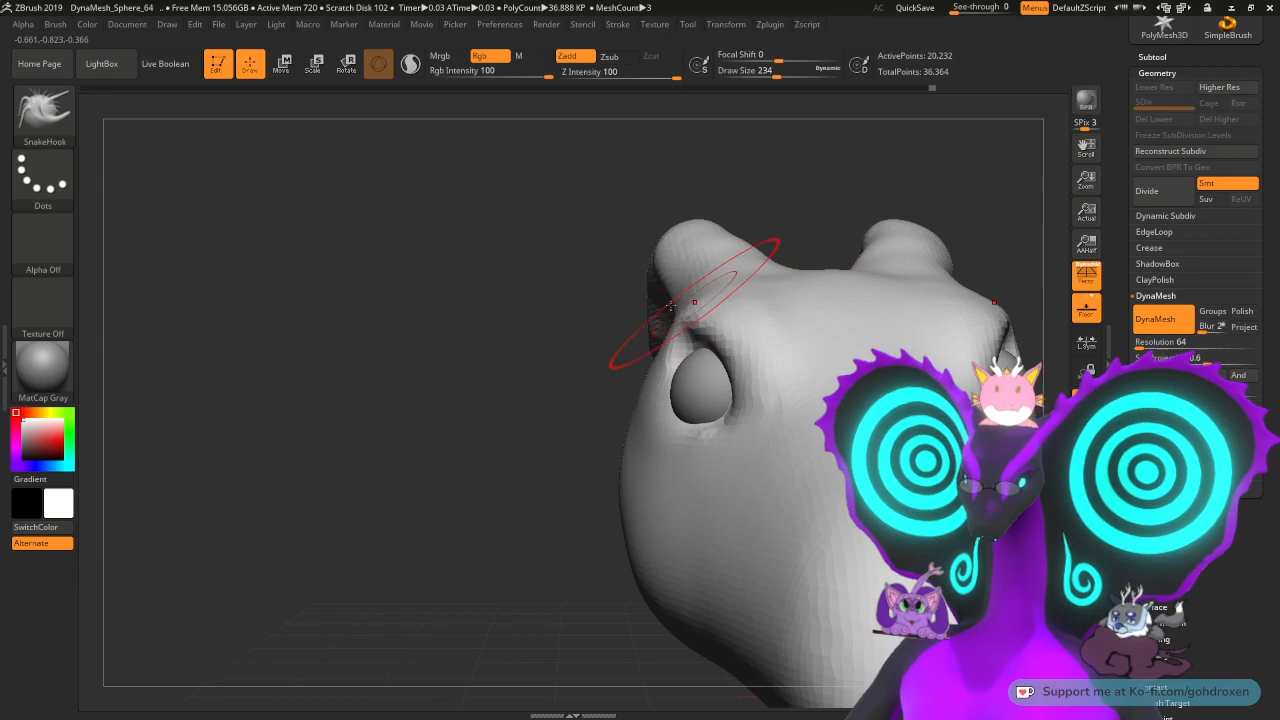 ZBrush 2019 DynaMesh_Sphere_64 .. • Free Mem 15.056GB • Active Mem 720 • Scratch Disk 102 • Timer▶0.03 ATime▶0.03 • PolyCount▶36.888 KP • MeshCount▶3
AC QuickSave See-through 0 Menus DefaultZScript
Alpha Brush Color Document Draw Edit File Layer Light Macro Marker Material Movie Picker Preferences Render Stencil Stroke Texture Tool Transform Zplugin Zscript
-0.661,-0.823,-0.366
Home Page LightBox Live Boolean
Edit Draw Move Scale Rotate
Mrgb Rgb M
Rgb Intensity 100
Zadd Zsub Zcut
Z Intensity 100
S
Focal Shift 0
Draw Size 234 Dynamic
D
ActivePoints: 20,232
TotalPoints: 36,364
PolyMesh3D SimpleBrush
SnakeHook
Dots
Alpha Off
Texture Off
MatCap Gray
Gradient
SwitchColor
Alternate
BPR
SPix 3
Scroll
Zoom
Actual
AAHalf
Dynamic
Persp
Floor
L.Sym
Subtool
Geometry
Lower Res Higher Res
SDiv Cage Rstr
Del Lower Del Higher
Freeze SubDivision Levels
Reconstruct Subdiv
Convert BPR To Geo
Divide Smt
Suv ReUV
Dynamic Subdiv
EdgeLoop
Crease
ShadowBox
ClayPolish
DynaMesh
DynaMesh Groups Polish
Blur 2 Project
Resolution 64
And
Support me at Ko-fi.com/gohdroxen